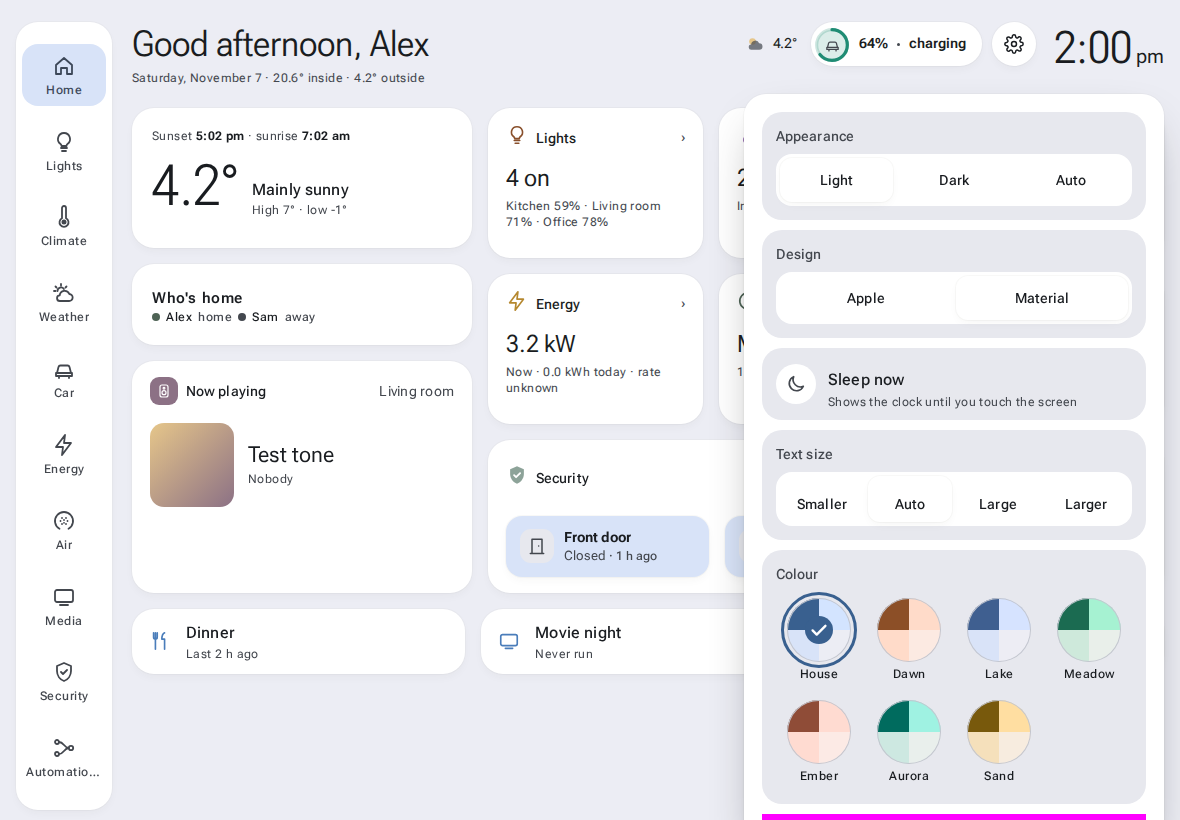 Good afternoon, Alex
Saturday, November 7 · 20.6° inside · 4.2° outside
4.2°
64% · charging
2:00 pm
Home
Lights
Climate
Weather
Car
Energy
Air
Media
Security
Automatio...
Sunset 5:02 pm · sunrise 7:02 am
4.2°
Mainly sunny
High 7° · low -1°
Who's home
Alex home Sam away
Now playing
Living room
Test tone
Nobody
Lights ›
4 on
Kitchen 59% · Living room
71% · Office 78%
Energy ›
3.2 kW
Now · 0.0 kWh today · rate
unknown
Security
Front door
Closed · 1 h ago
Dinner
Last 2 h ago
Movie night
Never run
Appearance
Light
Dark
Auto
Design
Apple
Material
Sleep now
Shows the clock until you touch the screen
Text size
Smaller
Auto
Large
Larger
Colour
House
Dawn
Lake
Meadow
Ember
Aurora
Sand